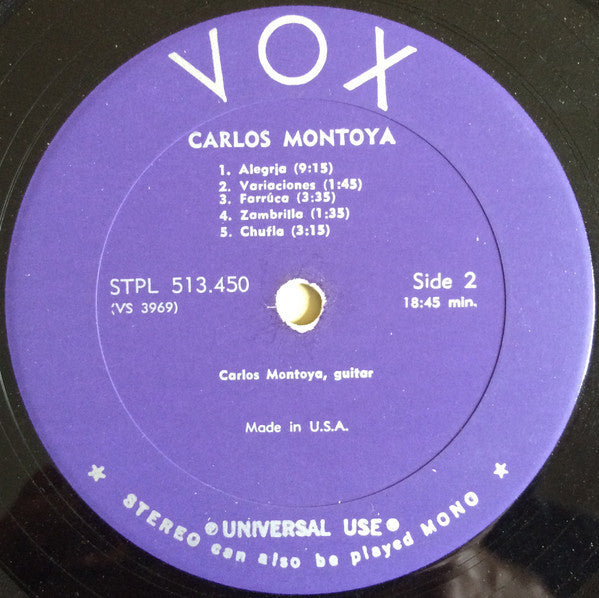 VOX
CARLOS MONTOYA
1. Alegria (9:15)
2. Variaciones (1:45)
3. Farrúca (3:35)
4. Zambrilla (1:35)
5. Chufla (3:15)
STPL 513.450
(VS 3969)
Side 2
18:45 min.
Carlos Montoya, guitar
Made in U.S.A.
UNIVERSAL USE
STEREO can also be played MONO